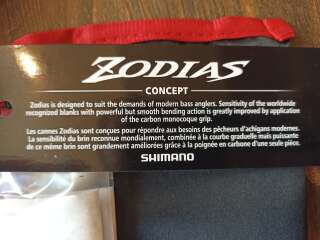 ZODIAS
CONCEPT
Zodias is designed to suit the demands of modern bass anglers. Sensitivity of the worldwide
recognized blanks with powerful but smooth bending action is greatly improved by application
of the carbon monocoque grip.
Les cannes Zodias sont conçues pour répondre aux besoins des pêcheurs d'achigans modernes.
La sensibilité du brin reconnue mondialement, combinée à la courbe graduelle mais puissante
de ce même brin sont grandement améliorées grâce à la poignée en carbone d'une seule pièce.
SHIMANO